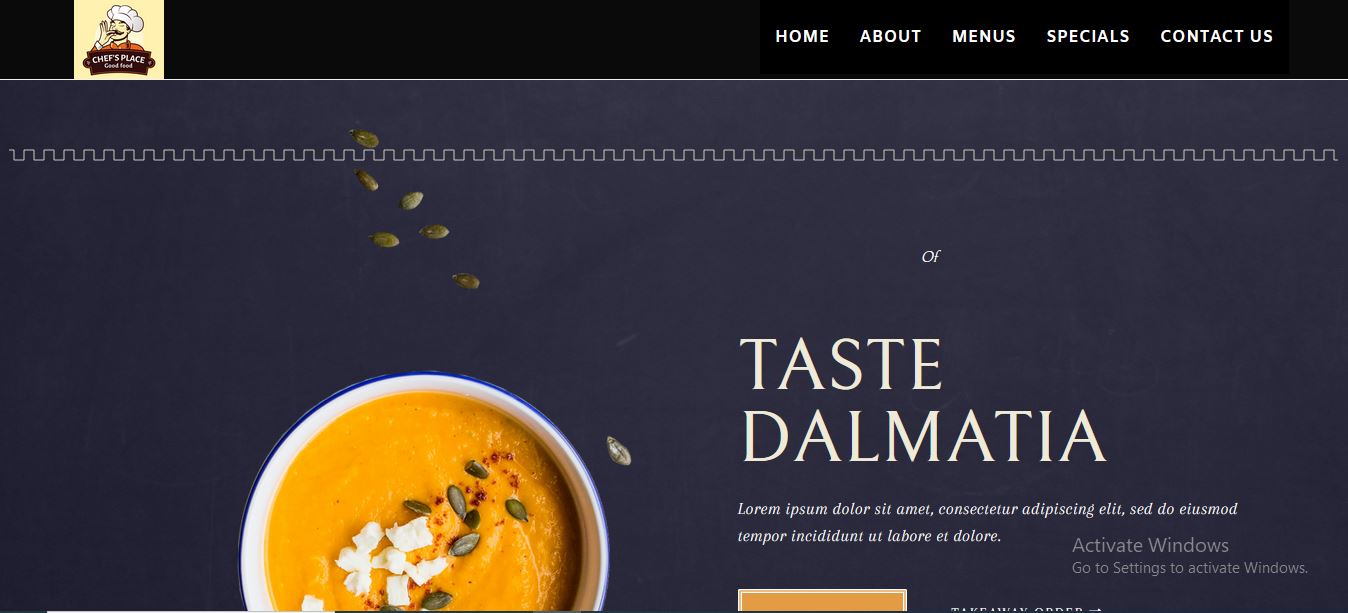 CHEF'S PLACE
Good food
HOME ABOUT MENUS SPECIALS CONTACT US
Of
TASTE
DALMATIA
Lorem ipsum dolor sit amet, consectetur adipiscing elit, sed do eiusmod
tempor incididunt ut labore et dolore.
Activate Windows
Go to Settings to activate Windows.
TAKEAWAY ORDER →